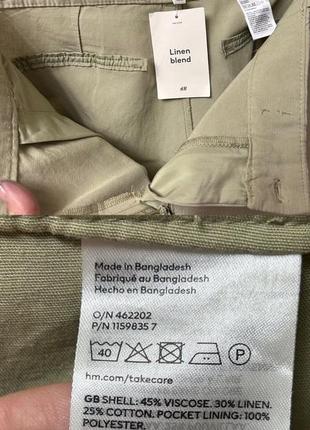 Linen
blend
Made in Bangladesh
Fabriqué au Bangladesh
Hecho en Bangladesh
O/N 462202
P/N 1159835 7
40
P
hm.com/takecare
GB SHELL: 45% VISCOSE. 30% LINEN.
25% COTTON. POCKET LINING: 100%
POLYESTER.